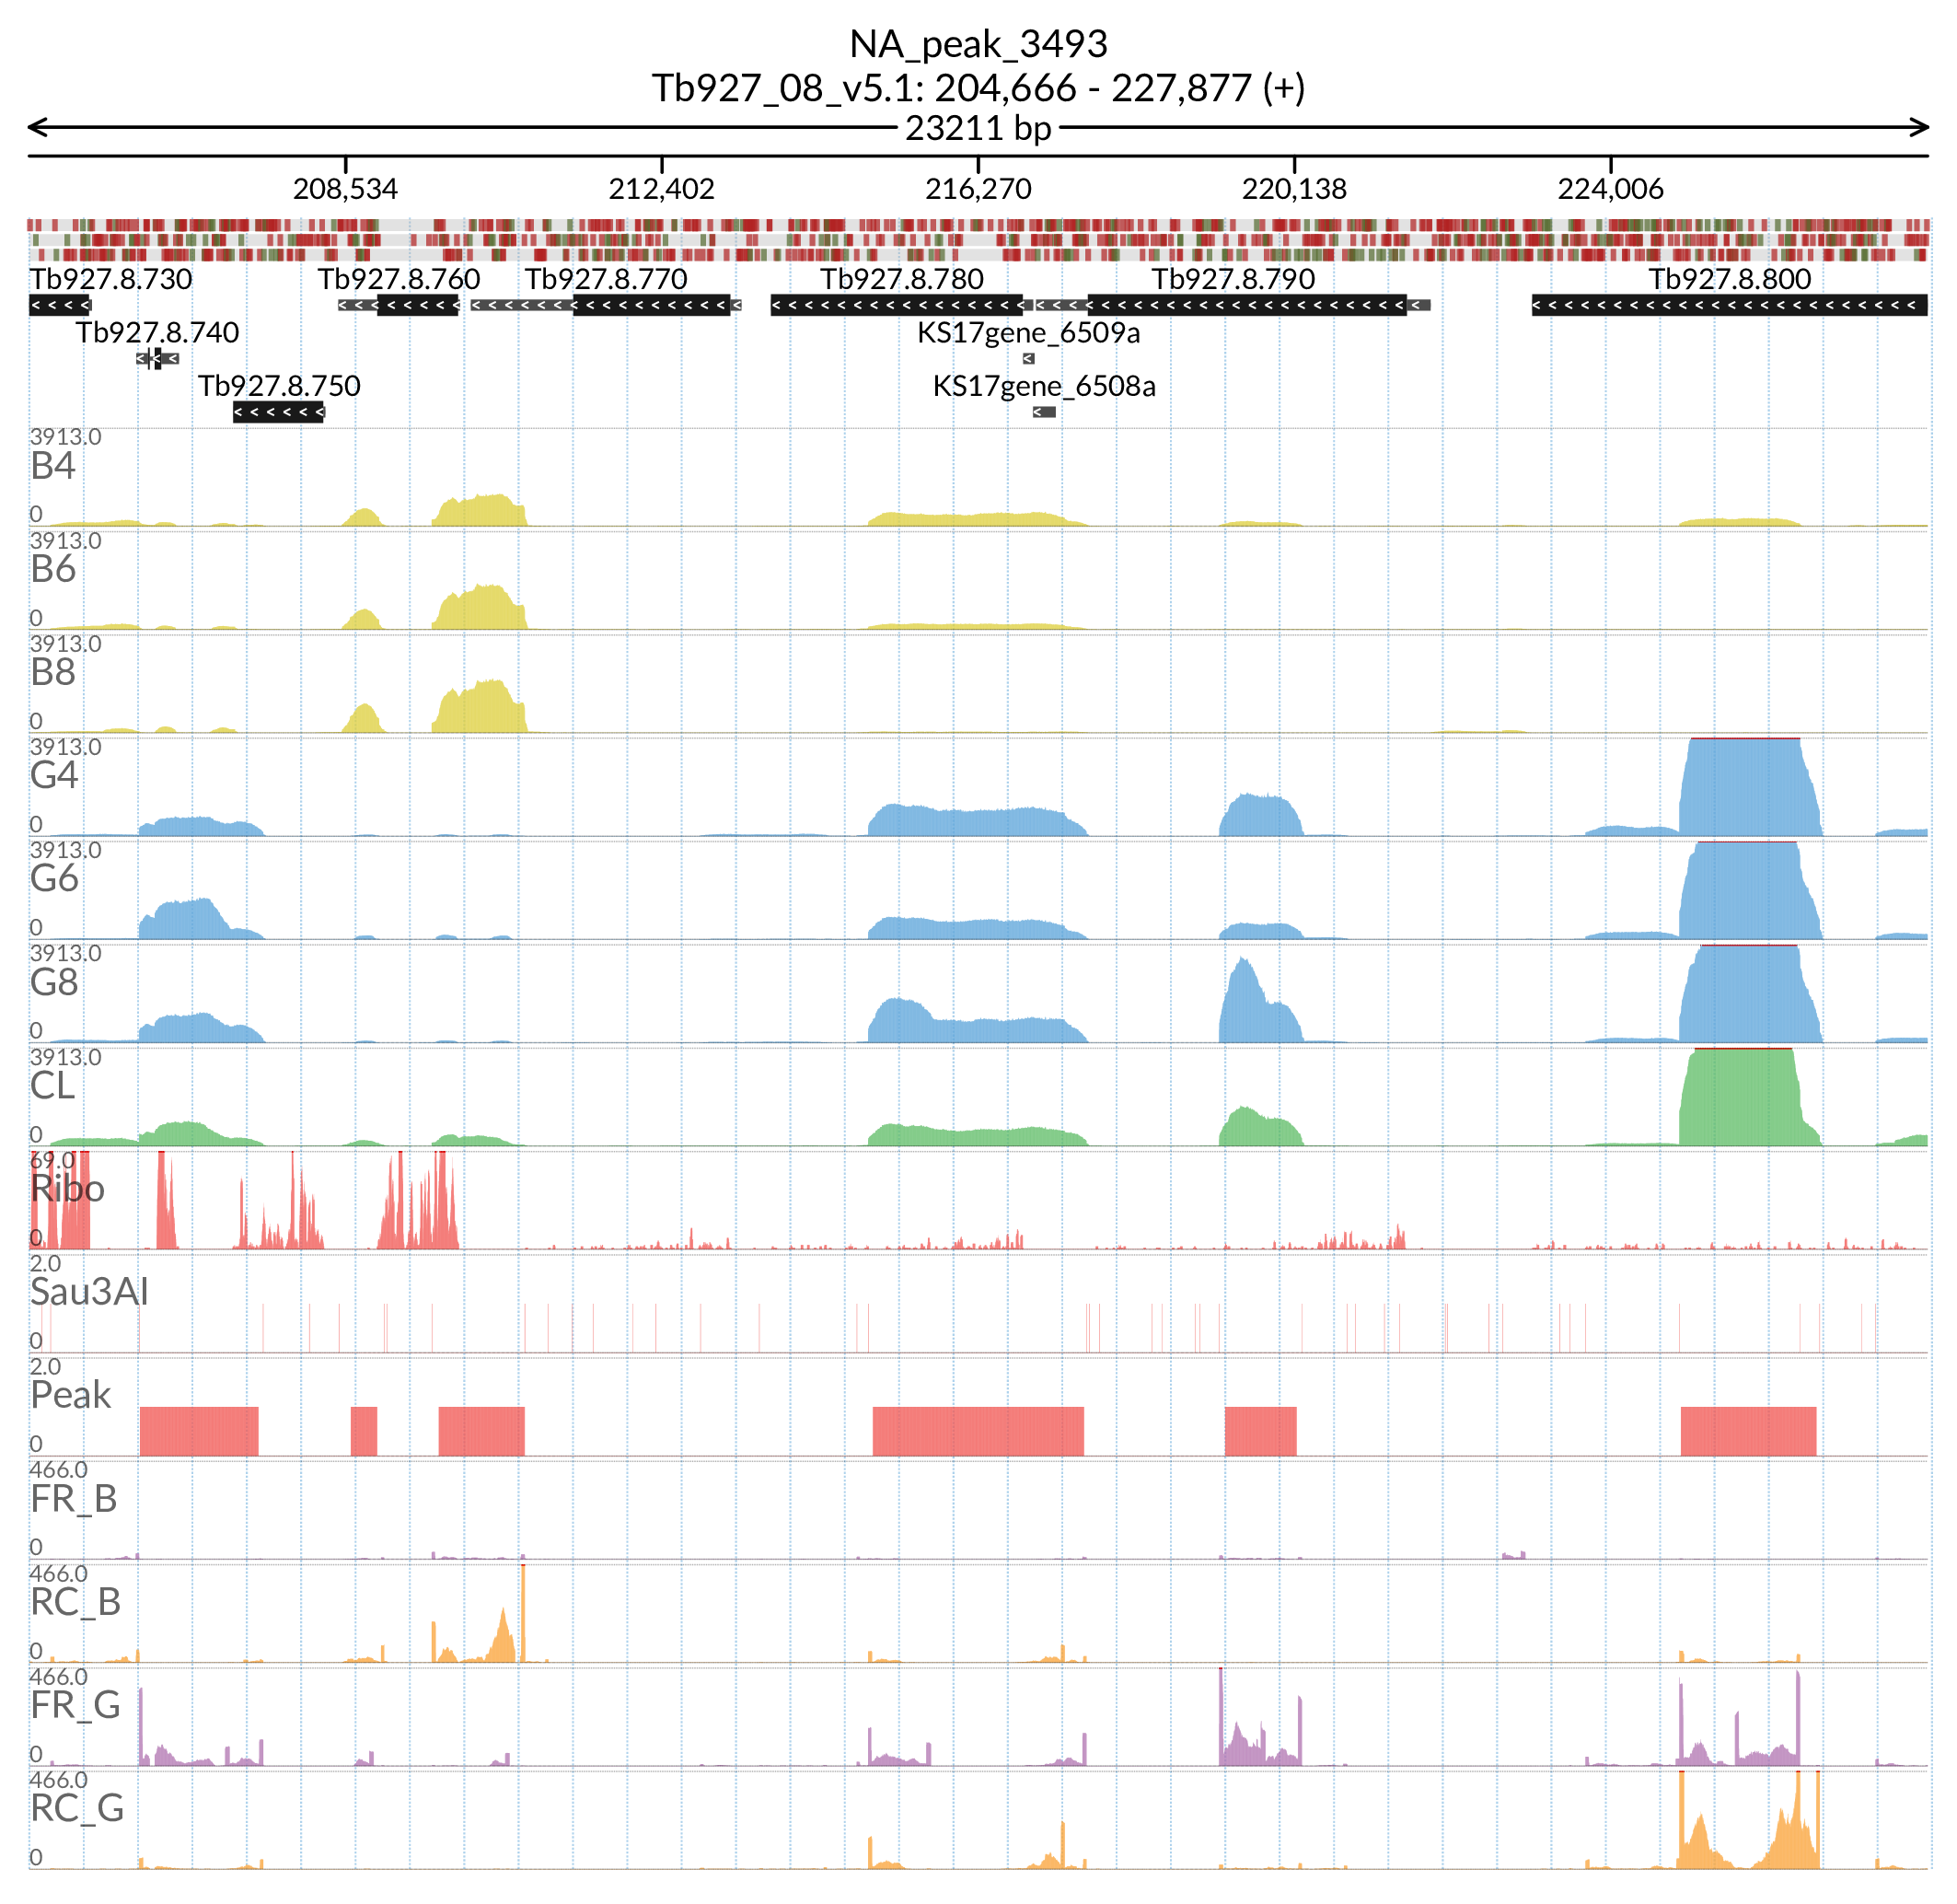 NA_peak_3493
Tb927_08_v5.1: 204,666 - 227,877 (+)
23211 bp
208,534 212,402 216,270 220,138 224,006
Tb927.8.730 Tb927.8.760 Tb927.8.770 Tb927.8.780 Tb927.8.790 Tb927.8.800
Tb927.8.740 KS17gene_6509a
Tb927.8.750 KS17gene_6508a
3913.0
B4
0
3913.0
B6
0
3913.0
B8
0
3913.0
G4
0
3913.0
G6
0
3913.0
G8
0
3913.0
CL
0
69.0
Ribo
0
2.0
Sau3AI
0
2.0
Peak
0
466.0
FR_B
0
466.0
RC_B
0
466.0
FR_G
0
466.0
RC_G
0